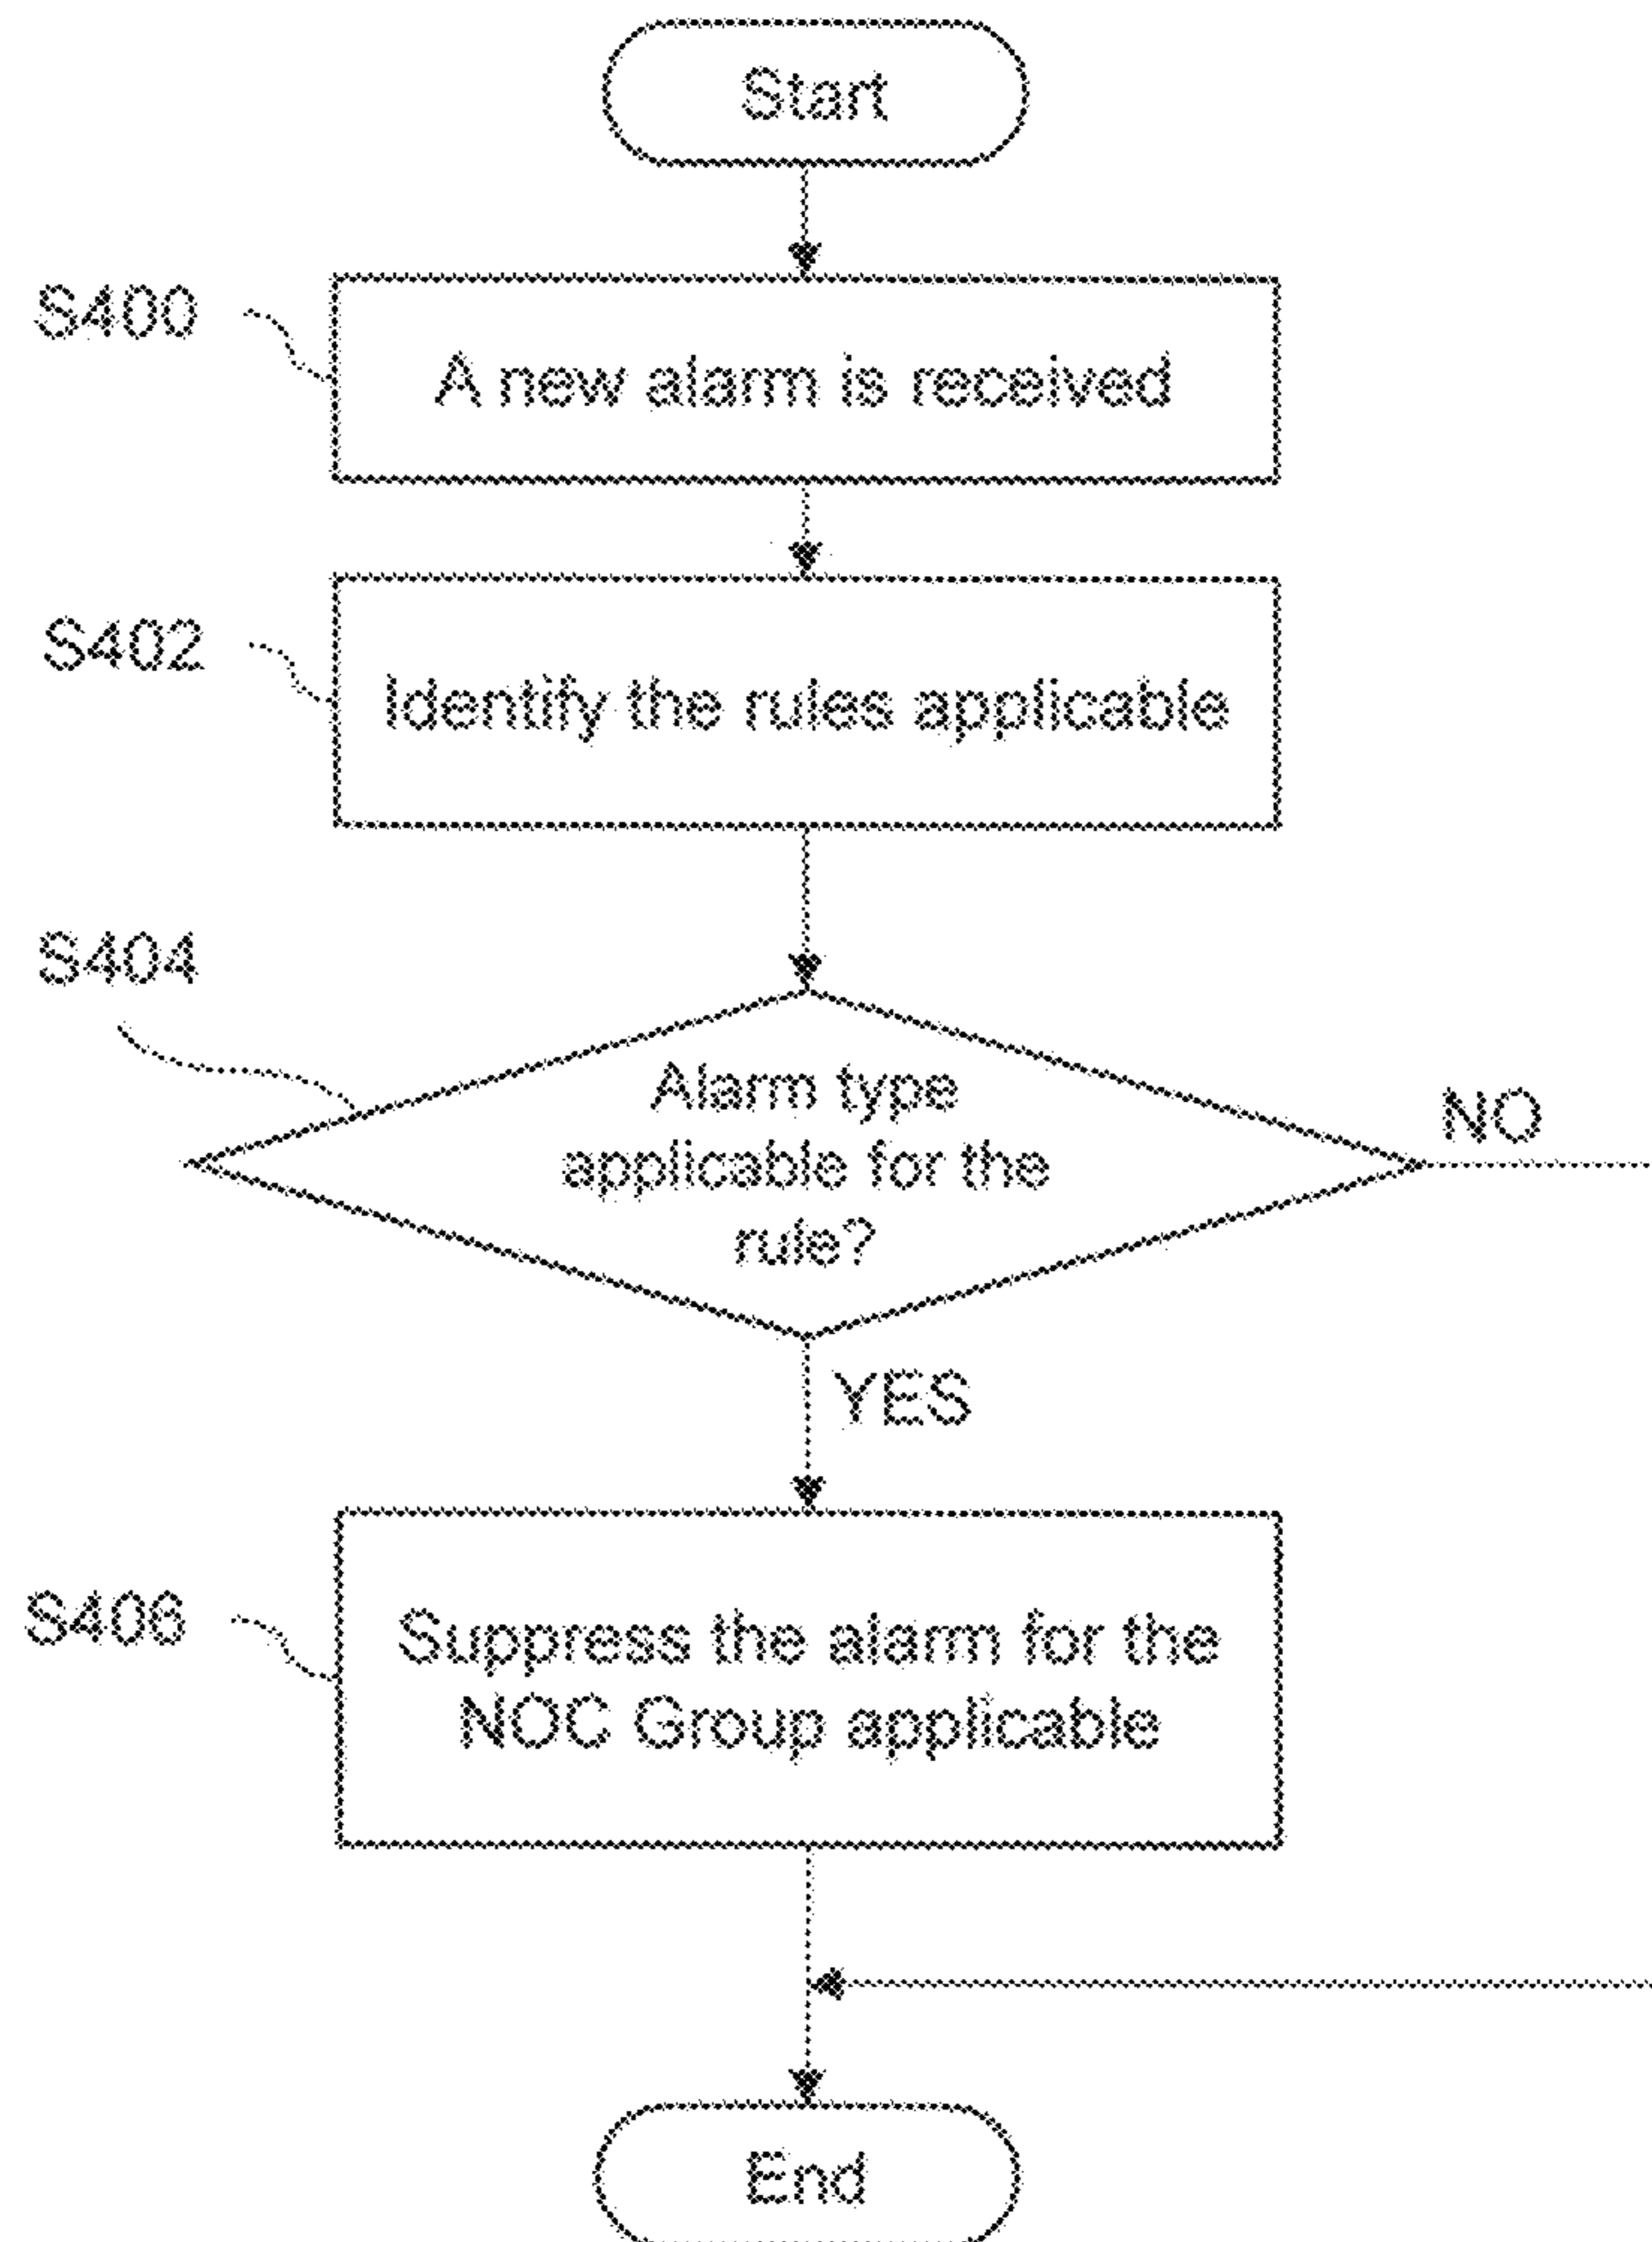 Start
S400
A new alarm is received
S402
Identify the rules applicable
S404
Alarm type
applicable for the
rule?
NO
YES
S406
Suppress the alarm for the
NOC Group applicable
End